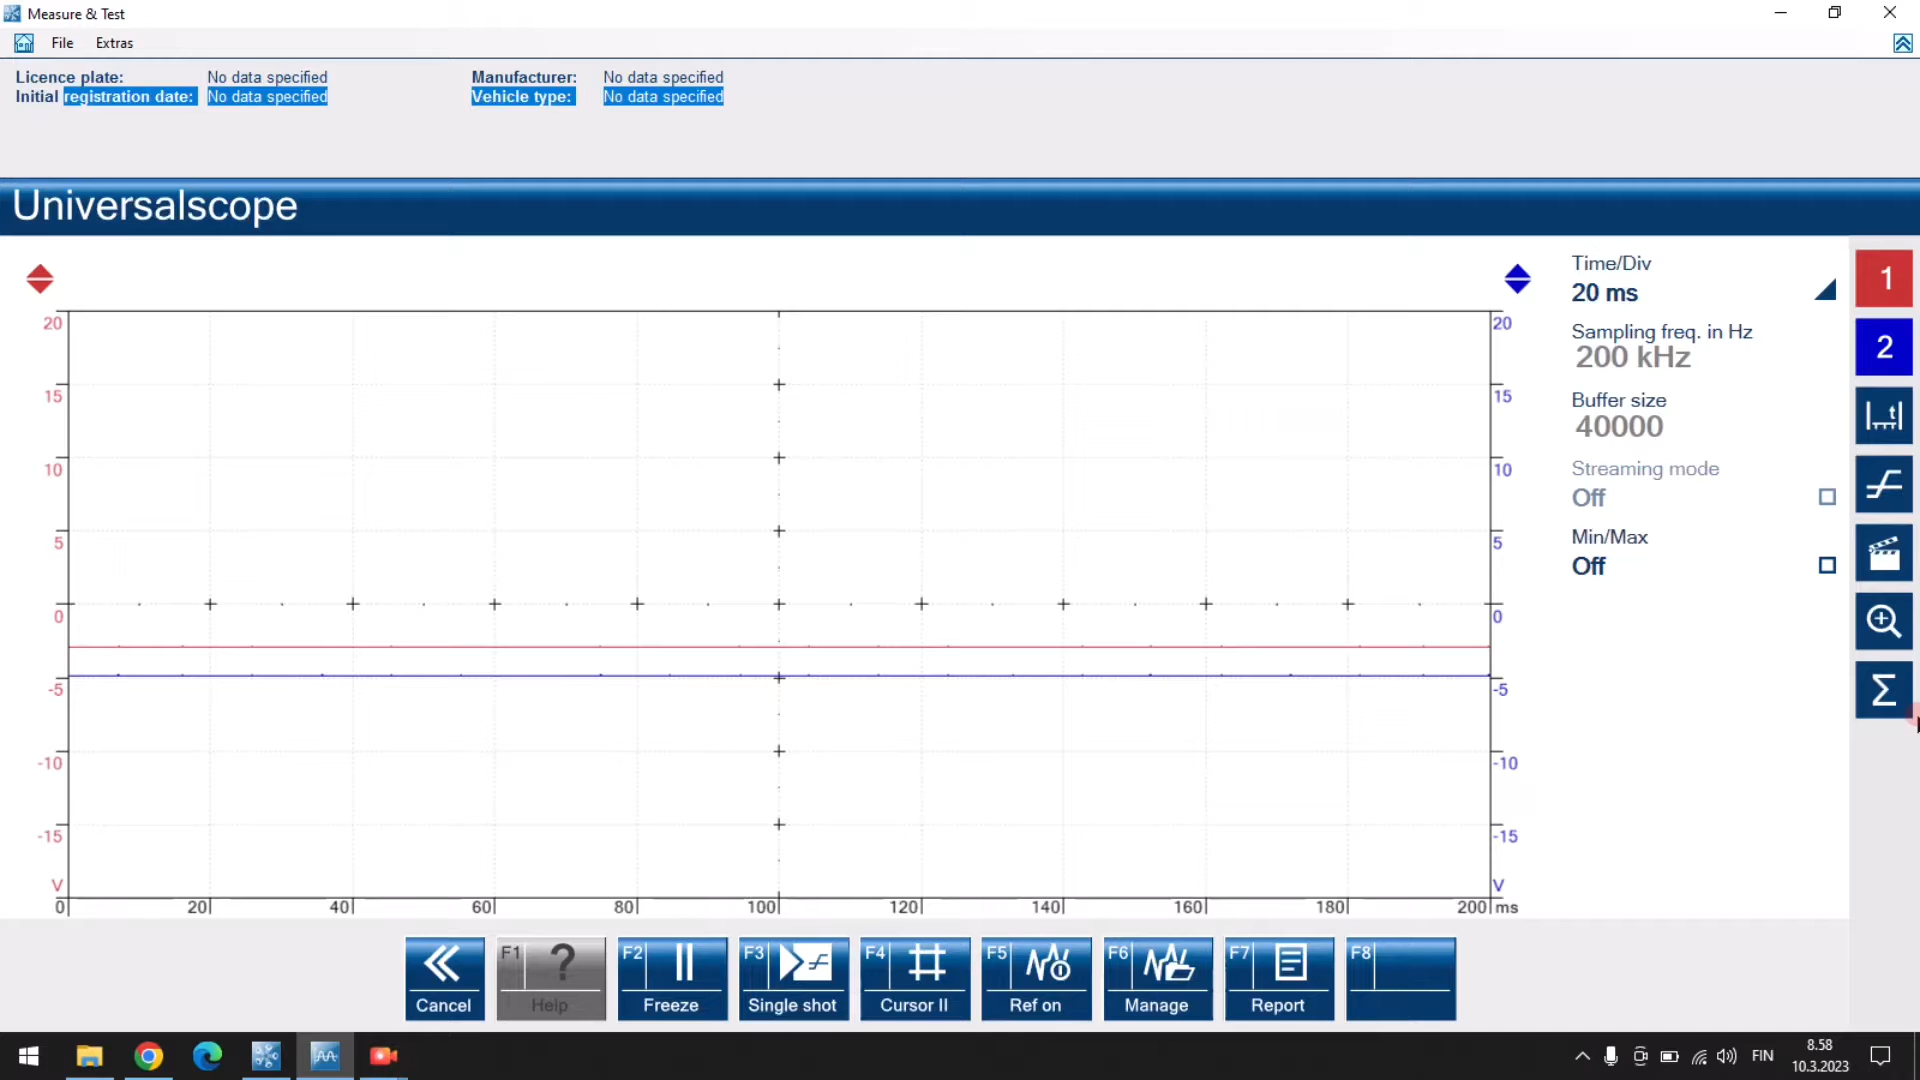 Measure & Test
File Extras
Licence plate: No data specified Manufacturer: No data specified
Initial registration date: No data specified Vehicle type: No data specified
Universalscope
Time/Div
20 ms
Sampling freq. in Hz
200 kHz
Buffer size
40000
Streaming mode
Off
Min/Max
Off
1
2
t
Σ
20 20
15 15
10 10
5 5
0 0
-5 -5
-10 -10
-15 -15
V V
0 20 40 60 80 100 120 140 160 180 200 ms
Cancel
F1 ? Help
F2 Freeze
F3 Single shot
F4 Cursor II
F5 Ref on
F6 Manage
F7 Report
F8
FIN
8.58
10.3.2023